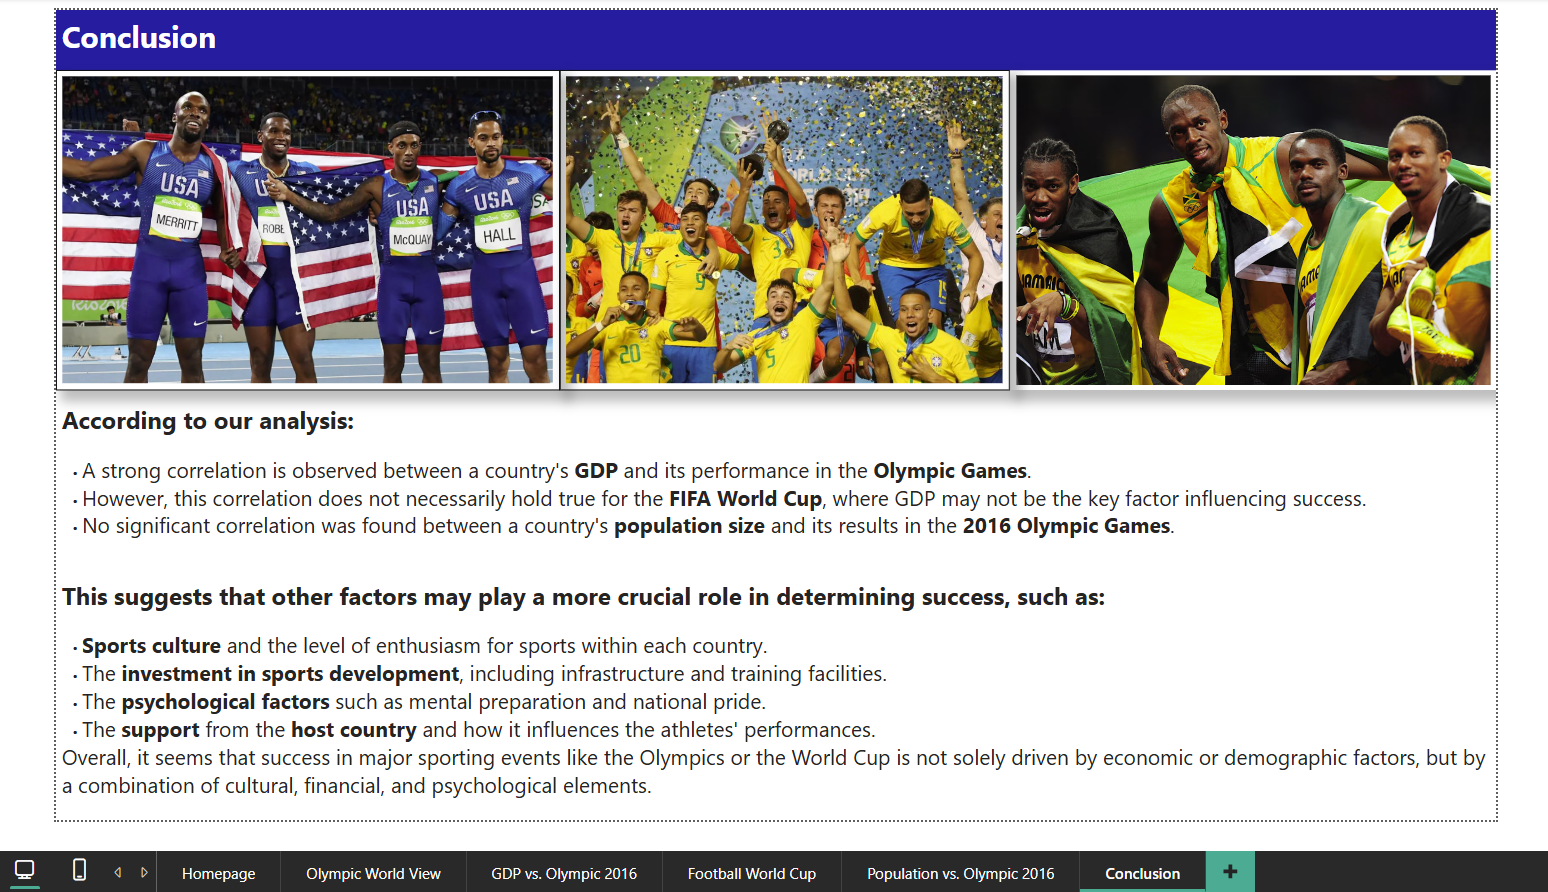 Conclusion
USA
USA
USA
MERRITT
ROBE
McQUAY
HALL
WORLD CUP
9
3
20
5
15
JAMAIC
According to our analysis:
· A strong correlation is observed between a country's GDP and its performance in the Olympic Games.
· However, this correlation does not necessarily hold true for the FIFA World Cup, where GDP may not be the key factor influencing success.
· No significant correlation was found between a country's population size and its results in the 2016 Olympic Games.
This suggests that other factors may play a more crucial role in determining success, such as:
· Sports culture and the level of enthusiasm for sports within each country.
· The investment in sports development, including infrastructure and training facilities.
· The psychological factors such as mental preparation and national pride.
· The support from the host country and how it influences the athletes' performances.
Overall, it seems that success in major sporting events like the Olympics or the World Cup is not solely driven by economic or demographic factors, but by
a combination of cultural, financial, and psychological elements.
Homepage
Olympic World View
GDP vs. Olympic 2016
Football World Cup
Population vs. Olympic 2016
Conclusion